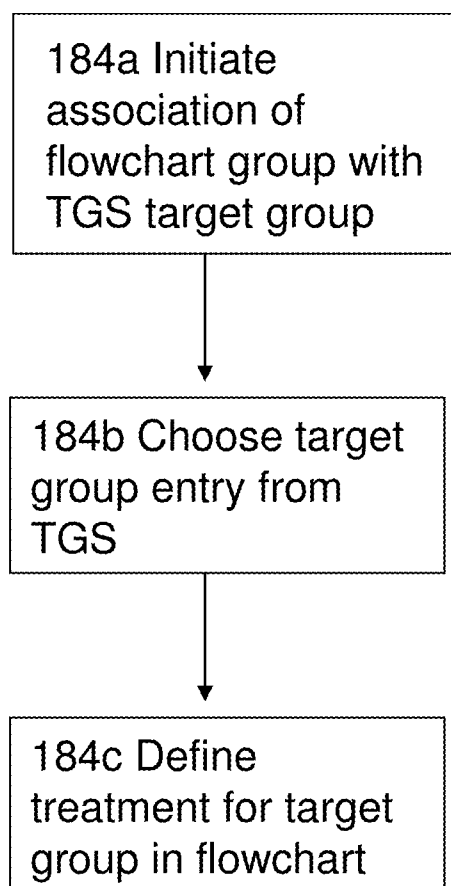 184a Initiate
association of
flowchart group with
TGS target group
184b Choose target
group entry from
TGS
184c Define
treatment for target
group in flowchart